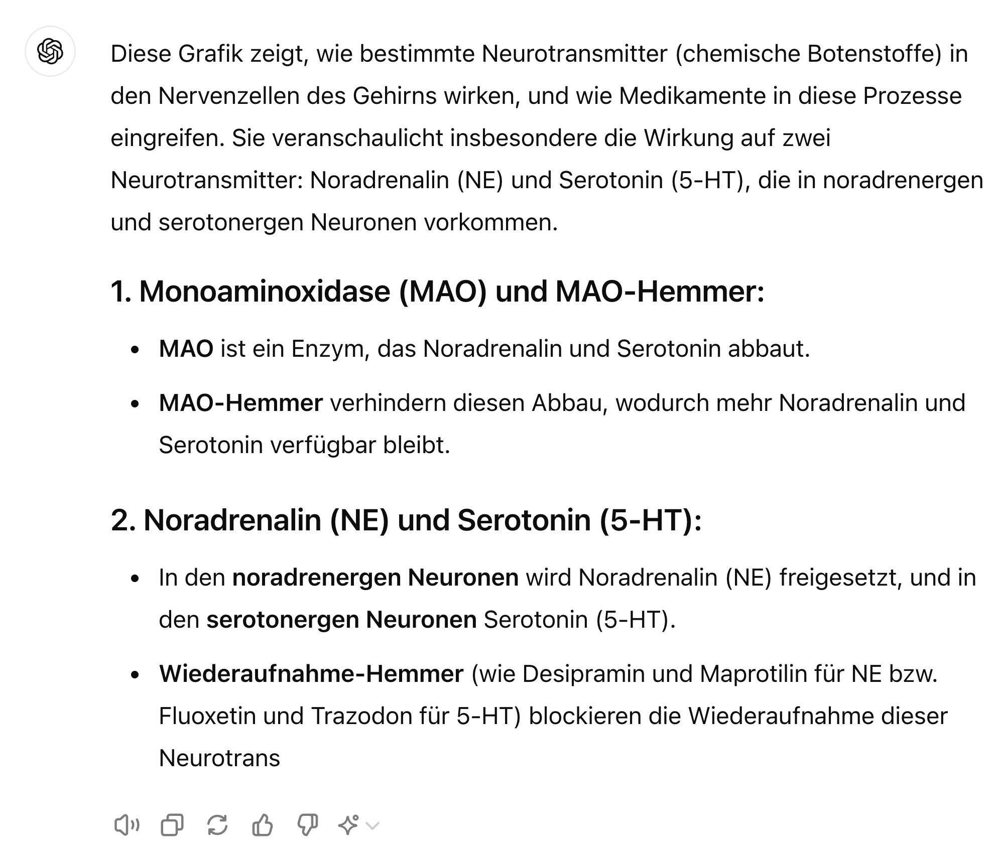 Diese Grafik zeigt, wie bestimmte Neurotransmitter (chemische Botenstoffe) in
den Nervenzellen des Gehirns wirken, und wie Medikamente in diese Prozesse
eingreifen. Sie veranschaulicht insbesondere die Wirkung auf zwei
Neurotransmitter: Noradrenalin (NE) und Serotonin (5-HT), die in noradrenergen
und serotonergen Neuronen vorkommen.
1. Monoaminoxidase (MAO) und MAO-Hemmer:
• MAO ist ein Enzym, das Noradrenalin und Serotonin abbaut.
• MAO-Hemmer verhindern diesen Abbau, wodurch mehr Noradrenalin und
Serotonin verfügbar bleibt.
2. Noradrenalin (NE) und Serotonin (5-HT):
• In den noradrenergen Neuronen wird Noradrenalin (NE) freigesetzt, und in
den serotonergen Neuronen Serotonin (5-HT).
• Wiederaufnahme-Hemmer (wie Desipramin und Maprotilin für NE bzw.
Fluoxetin und Trazodon für 5-HT) blockieren die Wiederaufnahme dieser
Neurotrans